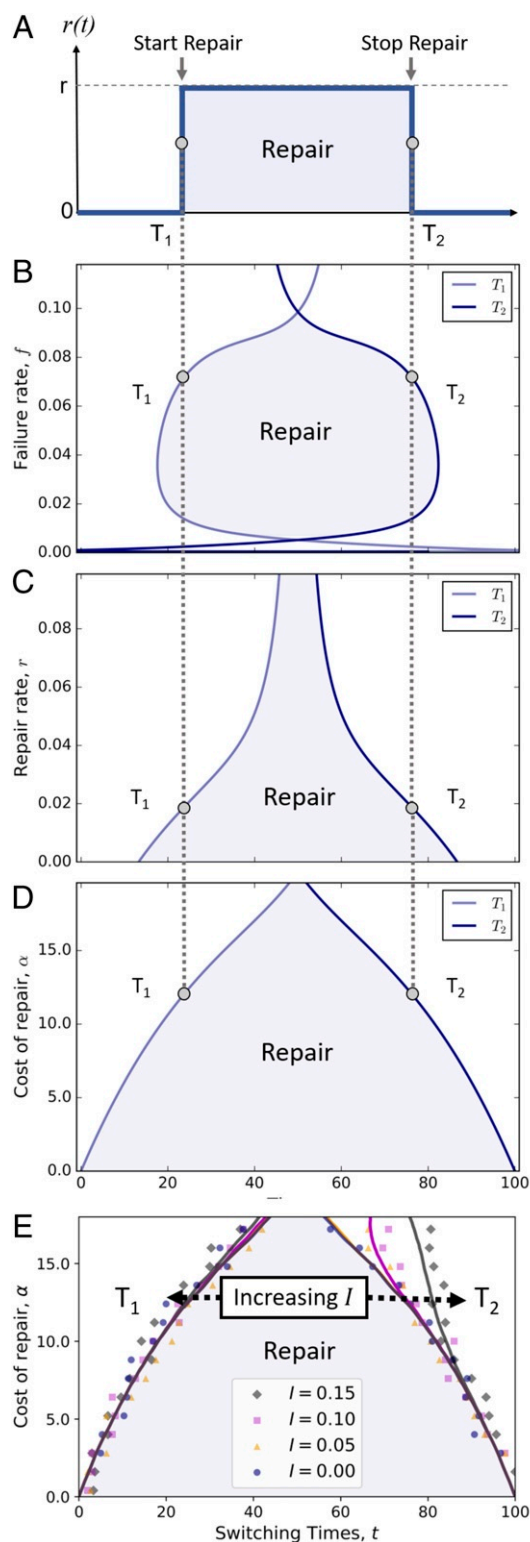 A
r(t)
Start Repair
Stop Repair
r
Repair
0
T1
T2
B
0.10
0.08
0.06
0.04
0.02
0.00
Failure rate, f
T1
T2
T1
T2
Repair
C
0.08
0.06
0.04
0.02
0.00
Repair rate, r
T1
T2
T1
T2
Repair
D
15.0
10.0
5.0
0.0
Cost of repair, α
T1
T2
T1
T2
Repair
0
20
40
60
80
100
E
15.0
10.0
5.0
0.0
Cost of repair, α
T1
Increasing I
T2
Repair
I = 0.15
I = 0.10
I = 0.05
I = 0.00
0
20
40
60
80
100
Switching Times, t